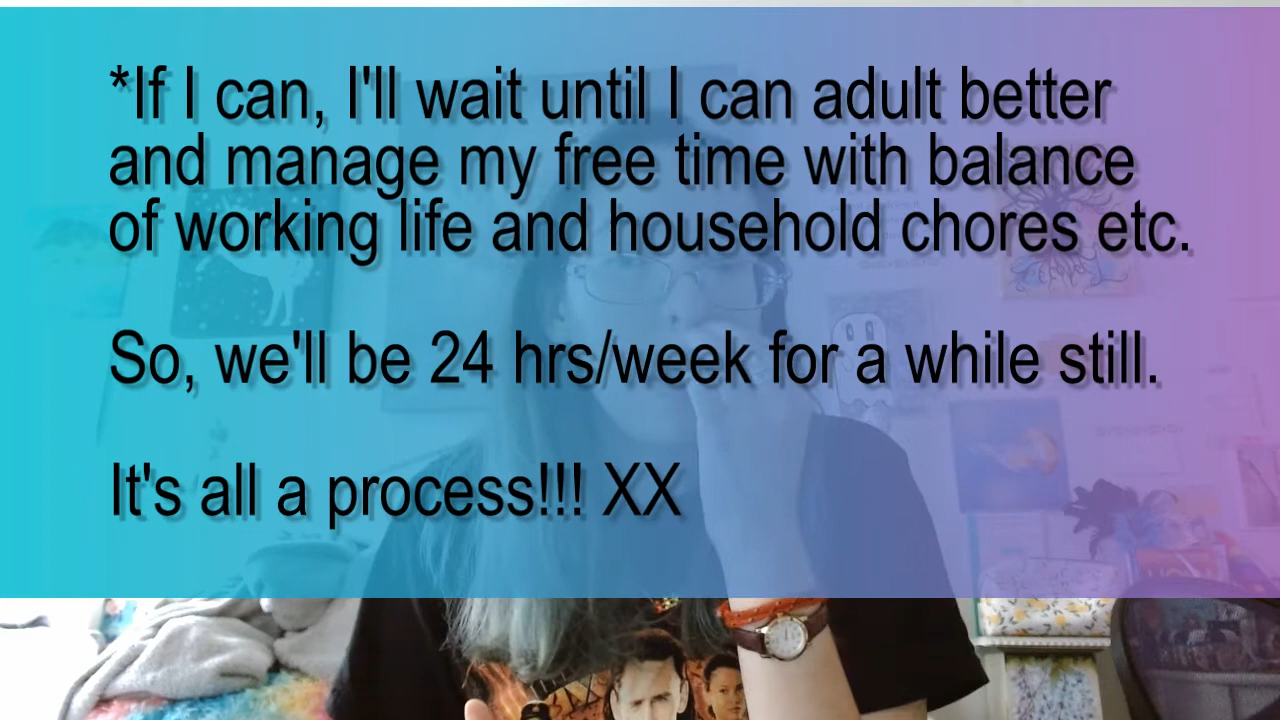 *If I can, I'll wait until I can adult better
and manage my free time with balance
of working life and household chores etc.
So, we'll be 24 hrs/week for a while still.
It's all a process!!! XX